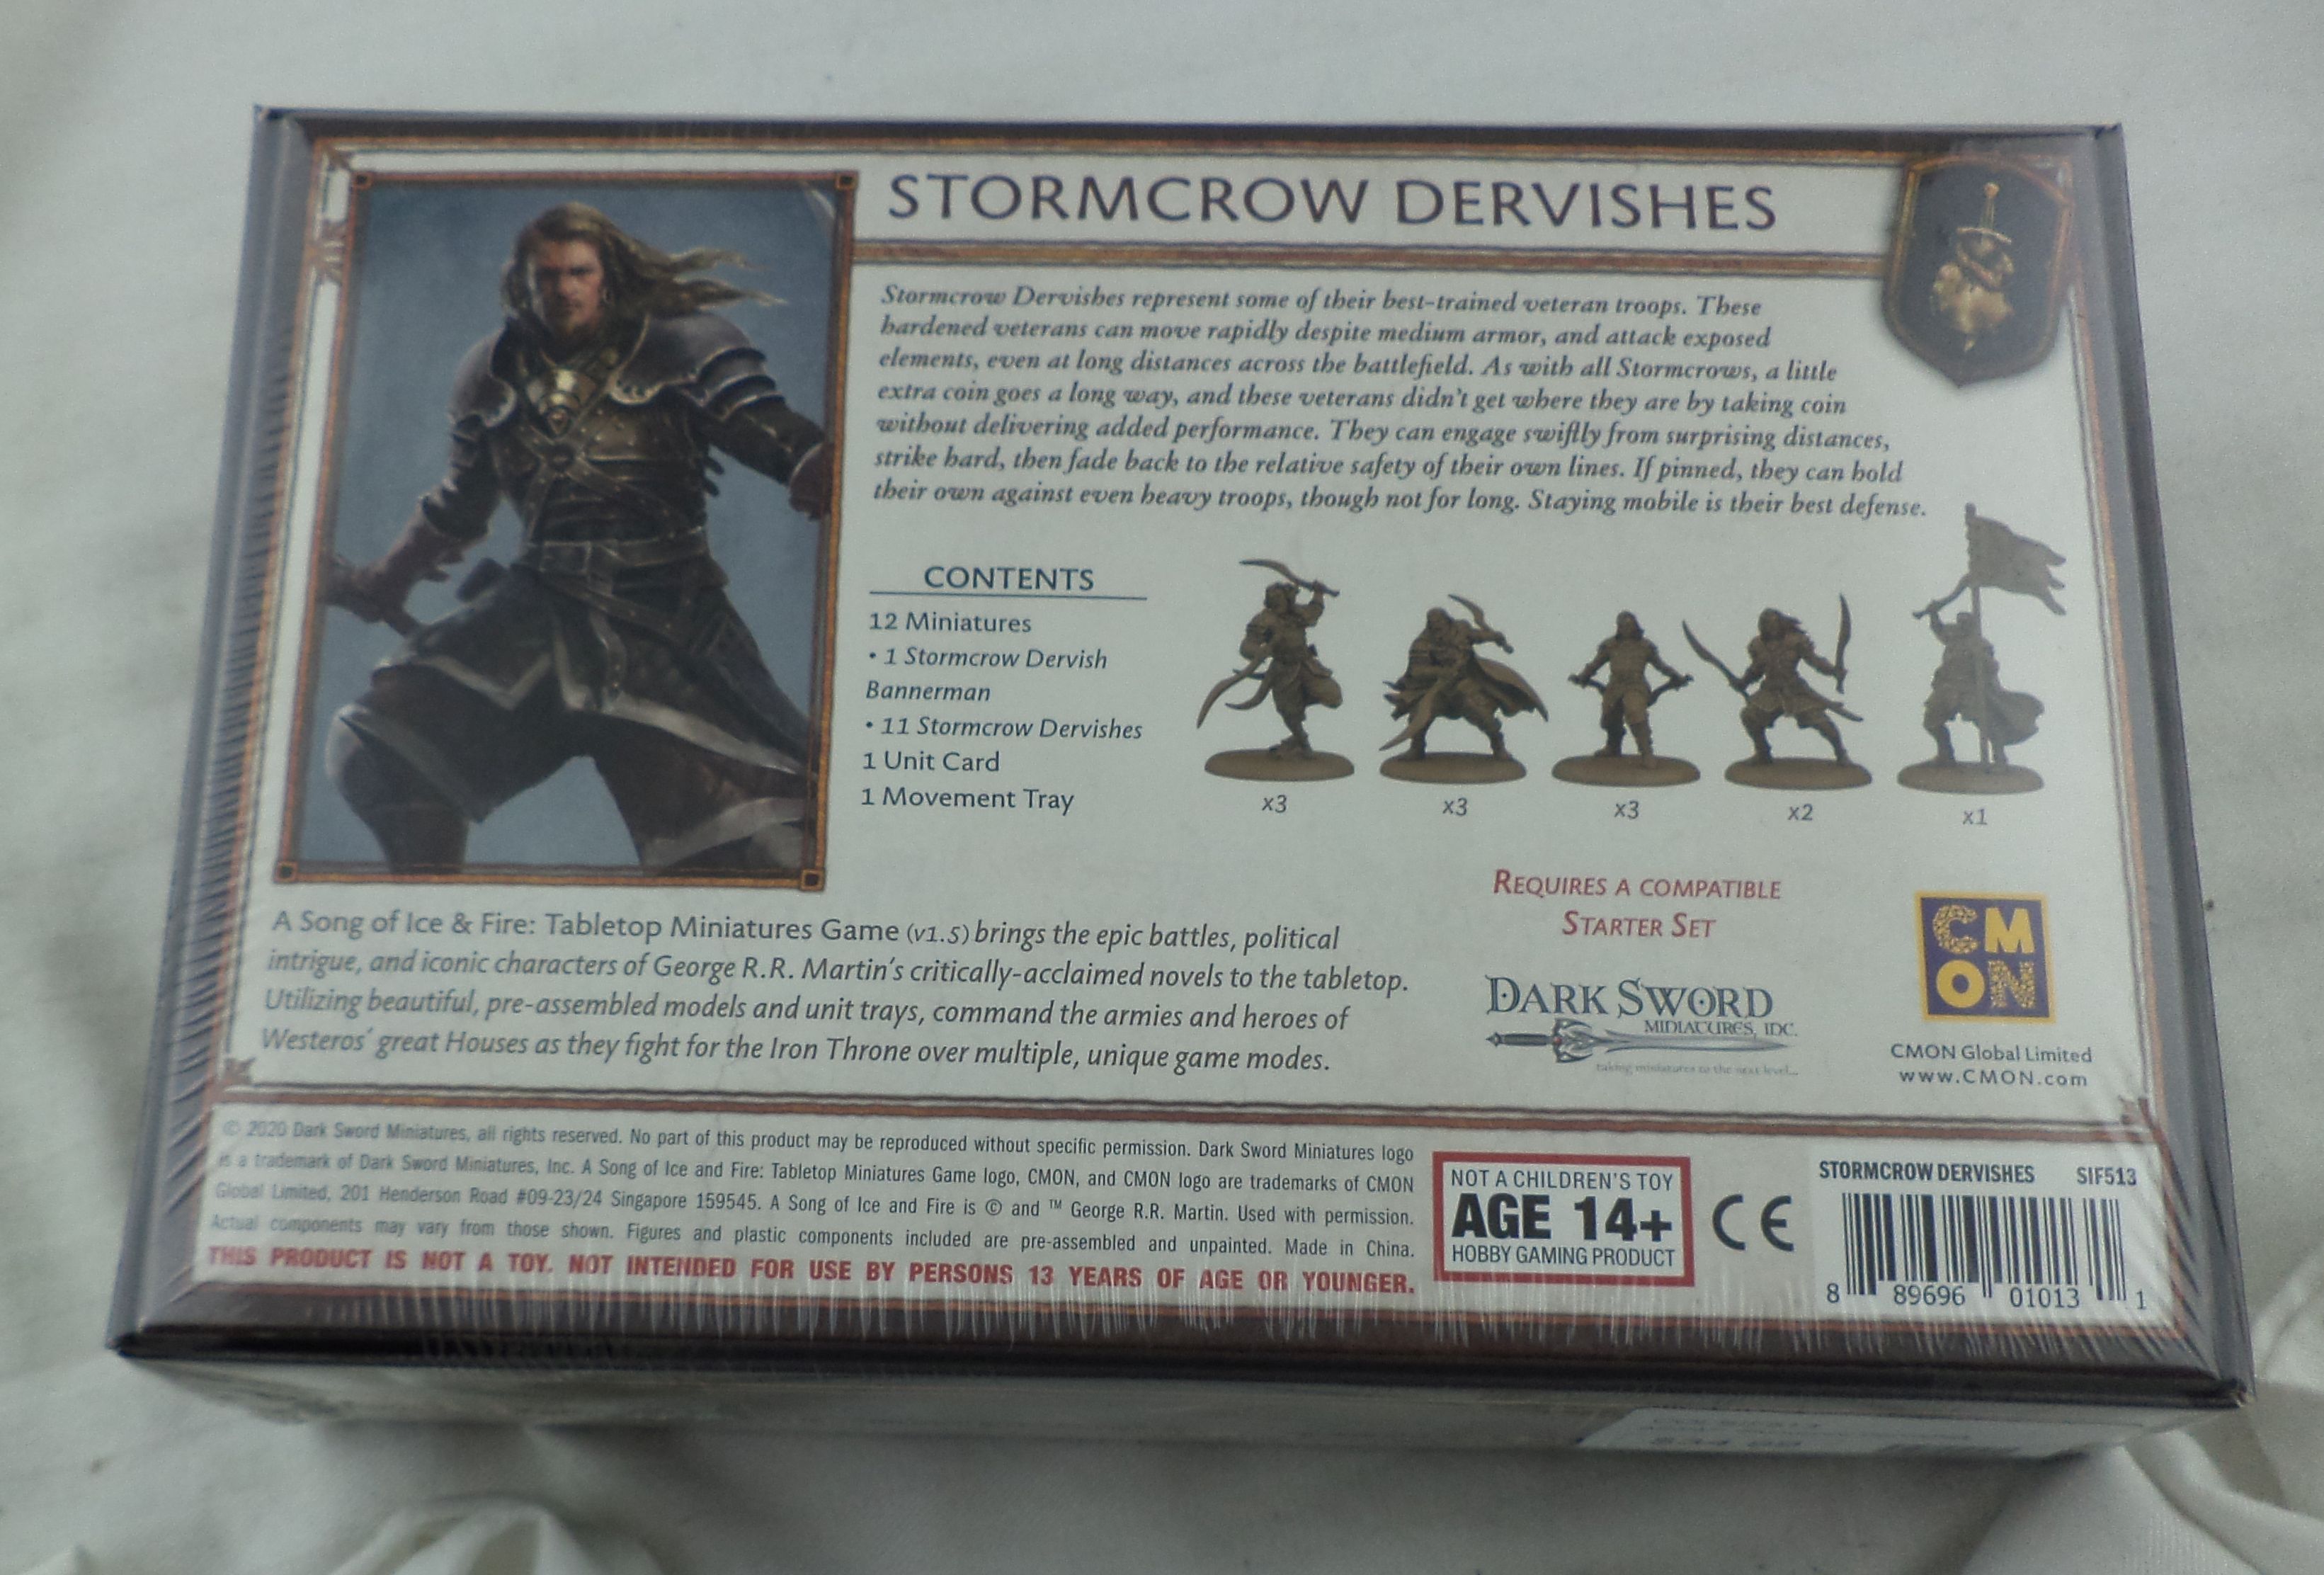 STORMCROW DERVISHES
Stormcrow Dervishes represent some of their best-trained veteran troops. These
hardened veterans can move rapidly despite medium armor, and attack exposed
elements, even at long distances across the battlefield. As with all Stormcrows, a little
extra coin goes a long way, and these veterans didn't get where they are by taking coin
without delivering added performance. They can engage swiftly from surprising distances,
strike hard, then fade back to the relative safety of their own lines. If pinned, they can hold
their own against even heavy troops, though not for long. Staying mobile is their best defense.
CONTENTS
12 Miniatures
• 1 Stormcrow Dervish
Bannerman
• 11 Stormcrow Dervishes
1 Unit Card
1 Movement Tray
x3
x3
x3
x2
x1
A Song of Ice & Fire: Tabletop Miniatures Game (v1.5) brings the epic battles, political
intrigue, and iconic characters of George R.R. Martin's critically-acclaimed novels to the tabletop.
Utilizing beautiful, pre-assembled models and unit trays, command the armies and heroes of
Westeros' great Houses as they fight for the Iron Throne over multiple, unique game modes.
REQUIRES A COMPATIBLE
STARTER SET
DARK SWORD
MINIATURES, INC.
taking miniatures to the next level...
CM
ON
CMON Global Limited
www.CMON.com
© 2020 Dark Sword Miniatures, all rights reserved. No part of this product may be reproduced without specific permission. Dark Sword Miniatures logo
is a trademark of Dark Sword Miniatures, Inc. A Song of Ice and Fire: Tabletop Miniatures Game logo, CMON, and CMON logo are trademarks of CMON
Global Limited, 201 Henderson Road #09-23/24 Singapore 159545. A Song of Ice and Fire is © and ™ George R.R. Martin. Used with permission.
Actual components may vary from those shown. Figures and plastic components included are pre-assembled and unpainted. Made in China.
THIS PRODUCT IS NOT A TOY. NOT INTENDED FOR USE BY PERSONS 13 YEARS OF AGE OR YOUNGER.
NOT A CHILDREN'S TOY
AGE 14+
HOBBY GAMING PRODUCT
CE
STORMCROW DERVISHES SIF513
8 89696 01013 1